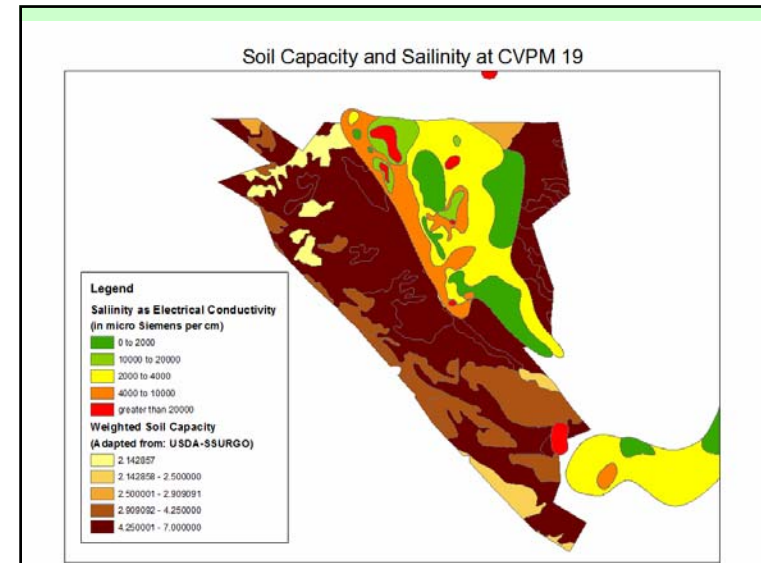 Soil Capacity and Sailinity at CVPM 19
Legend
Saliinity as Electrical Conductivity
(in micro Siemens per cm)
0 to 2000
10000 to 20000
2000 to 4000
4000 to 10000
greater than 20000
Weighted Soil Capacity
(Adapted from: USDA-SSURGO)
2.142857
2.142858 - 2.500000
2.500001 - 2.909091
2.909092 - 4.250000
4.250001 - 7.000000